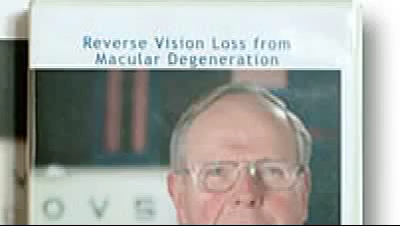 Reverse Vision Loss from
Macular Degeneration
O V S